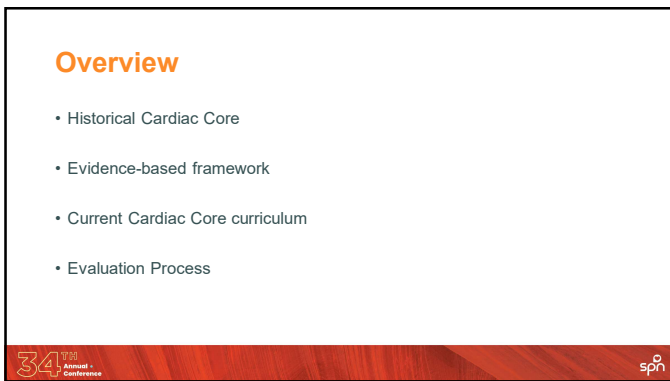 Overview
• Historical Cardiac Core
• Evidence-based framework
• Current Cardiac Core curriculum
• Evaluation Process
34TH
Annual
Conference
spn